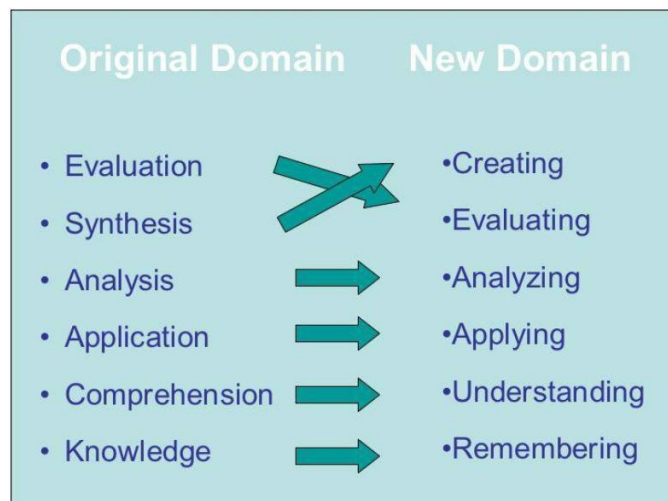 Original Domain New Domain
• Evaluation •Creating
• Synthesis •Evaluating
• Analysis •Analyzing
• Application •Applying
• Comprehension •Understanding
• Knowledge •Remembering